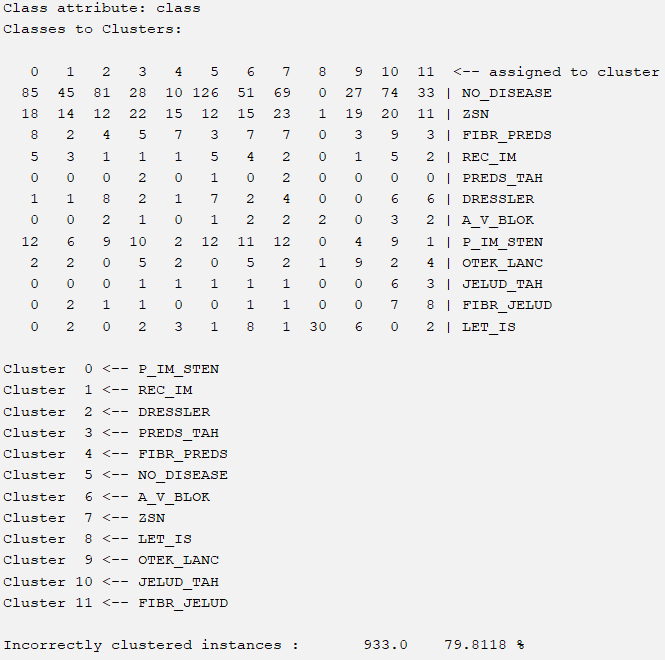 Class attribute: class
Classes to Clusters:
0 1 2 3 4 5 6 7 8 9 10 11 <-- assigned to cluster
85 45 81 28 10 126 51 69 0 27 74 33 | NO_DISEASE
18 14 12 22 15 12 15 23 1 19 20 11 | ZSN
8 2 4 5 7 3 7 7 0 3 9 3 | FIBR_PREDS
5 3 1 1 1 5 4 2 0 1 5 2 | REC_IM
0 0 0 2 0 1 0 2 0 0 0 0 | PREDS_TAH
1 1 8 2 1 7 2 4 0 0 6 6 | DRESSLER
0 0 2 1 0 1 2 2 2 0 3 2 | A_V_BLOK
12 6 9 10 2 12 11 12 0 4 9 1 | P_IM_STEN
2 2 0 5 2 0 5 2 1 9 2 4 | OTEK_LANC
0 0 0 1 1 1 1 1 0 0 6 3 | JELUD_TAH
0 2 1 1 0 0 1 1 0 0 7 8 | FIBR_JELUD
0 2 0 2 3 1 8 1 30 6 0 2 | LET_IS
Cluster 0 <-- P_IM_STEN
Cluster 1 <-- REC_IM
Cluster 2 <-- DRESSLER
Cluster 3 <-- PREDS_TAH
Cluster 4 <-- FIBR_PREDS
Cluster 5 <-- NO_DISEASE
Cluster 6 <-- A_V_BLOK
Cluster 7 <-- ZSN
Cluster 8 <-- LET_IS
Cluster 9 <-- OTEK_LANC
Cluster 10 <-- JELUD_TAH
Cluster 11 <-- FIBR_JELUD
Incorrectly clustered instances : 933.0 79.8118 %